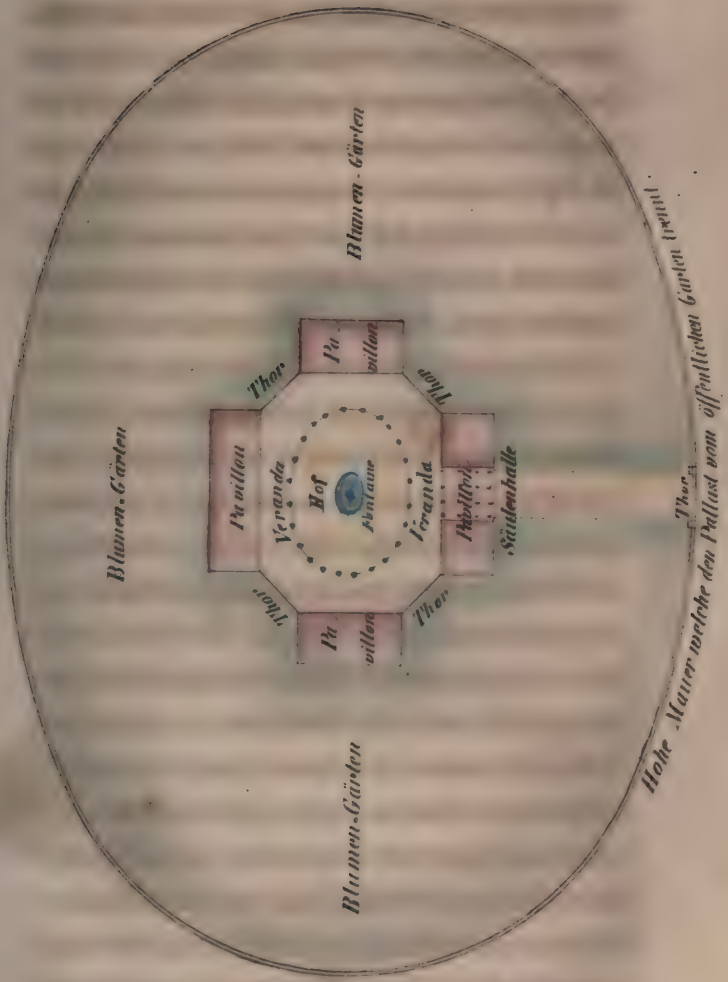 Blumen-Gärten
Pavillon
Thor
Thor
Veranda
Hof
Blumen-Gärten
Pa
villon
Fontaine
Pa-
villon
Blumen-Gärten
Thor
Veranda
Thor
Pavillon
Säulenhalle
Thor
Hohe Mauer welche den Pallast vom öffentlichen Garten trennt.